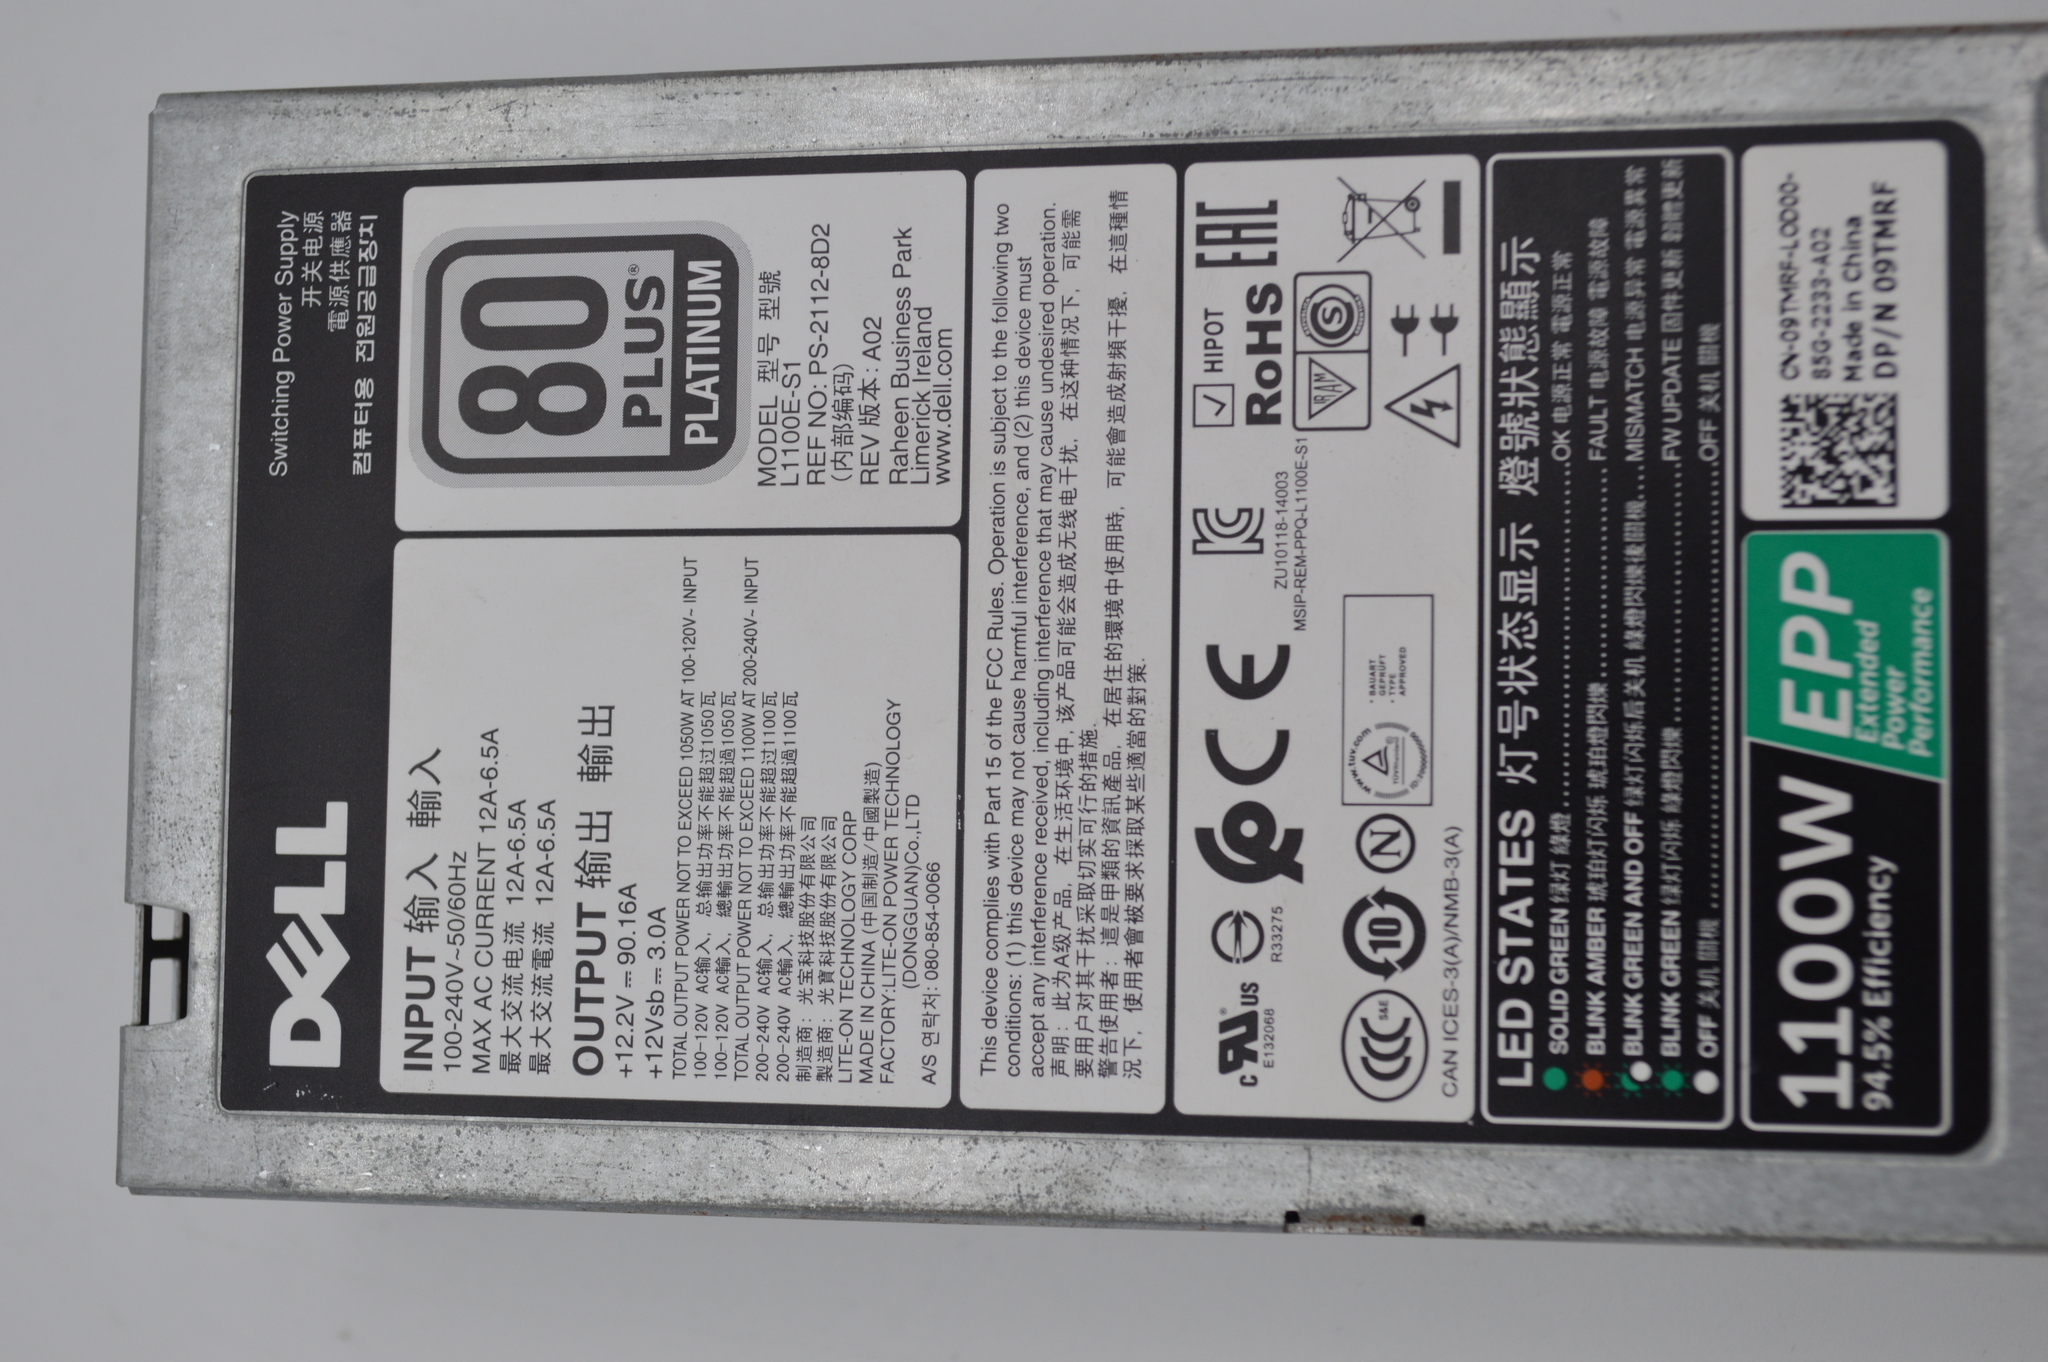 DELL
Switching Power Supply
开关电源
電源供應器
컴퓨터용 전원공급장치
INPUT 输入 輸入
100-240V~50/60Hz
MAX AC CURRENT 12A-6.5A
最大交流电流 12A-6.5A
最大交流電流 12A-6.5A
OUTPUT 输出 輸出
+12.2V⎓90.16A
+12Vsb⎓3.0A
TOTAL OUTPUT POWER NOT TO EXCEED 1050W AT 100-120V~ INPUT
100-120V AC输入, 总输出功率不能超过1050瓦
100-120V AC輸入, 總輸出功率不能超過1050瓦
TOTAL OUTPUT POWER NOT TO EXCEED 1100W AT 200-240V~ INPUT
200-240V AC输入, 总输出功率不能超过1100瓦
200-240V AC輸入, 總輸出功率不能超過1100瓦
制造商: 光宝科技股份有限公司
製造商: 光寶科技股份有限公司
LITE-ON TECHNOLOGY CORP
MADE IN CHINA (中国制造/中國製造)
FACTORY:LITE-ON POWER TECHNOLOGY
(DONGGUAN)Co.,LTD
A/S 연락처: 080-854-0066
80
PLUS®
PLATINUM
MODEL 型号 型號
L1100E-S1
REF NO: PS-2112-8D2
(内部编码)
REV 版本: A02
Raheen Business Park
Limerick Ireland
www.dell.com
This device complies with Part 15 of the FCC Rules. Operation is subject to the following two
conditions: (1) this device may not cause harmful interference, and (2) this device must
accept any interference received, including interference that may cause undesired operation.
声明: 此为A级产品, 在生活环境中, 该产品可能会造成无线电干扰, 在这种情况下, 可能需
要用户对其干扰采取切实可行的措施.
警告使用者: 這是甲類的資訊產品, 在居住的環境中使用時, 可能會造成射頻干擾, 在這種情
況下, 使用者會被要求採取某些適當的對策.
c UR US
E132068
R33275
CE
ZU10118-14003
MSIP-REM-PPQ-L1100E-S1
HIPOT
EAC
RoHS
IRAM
S
CCC
S&E
10
N
www.tuv.com
TÜVRheinland
BAUART
GEPRUFT
TYPE
APPROVED
CAN ICES-3(A)/NMB-3(A)
LED STATES 灯号状态显示 燈號狀態顯示
SOLID GREEN 绿灯 綠燈 OK 电源正常 電源正常
BLINK AMBER 琥珀灯闪烁 琥珀燈閃爍 FAULT 电源故障 電源故障
BLINK GREEN AND OFF 绿灯闪烁后关机 綠燈閃爍後關機 MISMATCH 电源异常 電源異常
BLINK GREEN 绿灯闪烁 綠燈閃爍 FW UPDATE 固件更新 韌體更新
OFF 关机 關機 OFF 关机 關機
1100W
94.5% Efficiency
EPP
Extended
Power
Performance
CN-09TMRF-LOD00-
85G-2233-A02
Made in China
DP/N 09TMRF